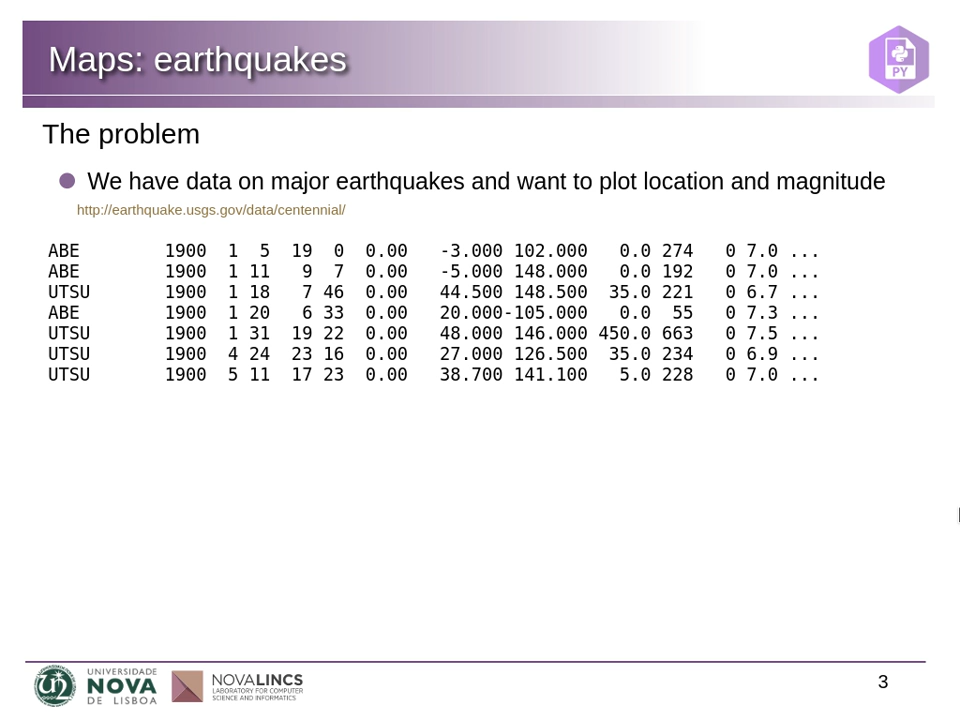 Maps: earthquakes
PY
The problem
We have data on major earthquakes and want to plot location and magnitude
http://earthquake.usgs.gov/data/centennial/
ABE        1900  1  5  19  0  0.00   -3.000 102.000   0.0 274   0 7.0 ...
ABE        1900  1 11   9  7  0.00   -5.000 148.000   0.0 192   0 7.0 ...
UTSU       1900  1 18   7 46  0.00   44.500 148.500  35.0 221   0 6.7 ...
ABE        1900  1 20   6 33  0.00   20.000-105.000   0.0  55   0 7.3 ...
UTSU       1900  1 31  19 22  0.00   48.000 146.000 450.0 663   0 7.5 ...
UTSU       1900  4 24  23 16  0.00   27.000 126.500  35.0 234   0 6.9 ...
UTSU       1900  5 11  17 23  0.00   38.700 141.100   5.0 228   0 7.0 ...
UNIVERSIDADE
NOVA
DE LISBOA
NOVALINCS
LABORATORY FOR COMPUTER
SCIENCE AND INFORMATICS
3